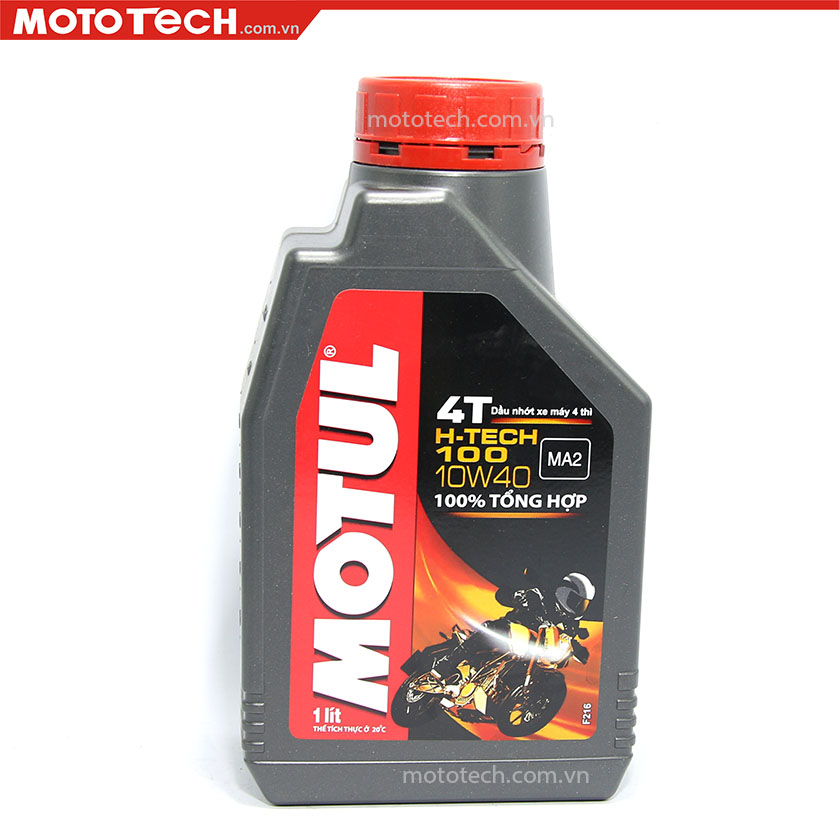 MOTOTECH.com.vn
mototech.com.vn
MOTUL®
4T Dầu nhớt xe máy 4 thì
H-TECH
100
10W40
MA2
100% TỔNG HỢP
1 lít
THỂ TÍCH THỰC Ở 20°C
F216
mototech.com.vn